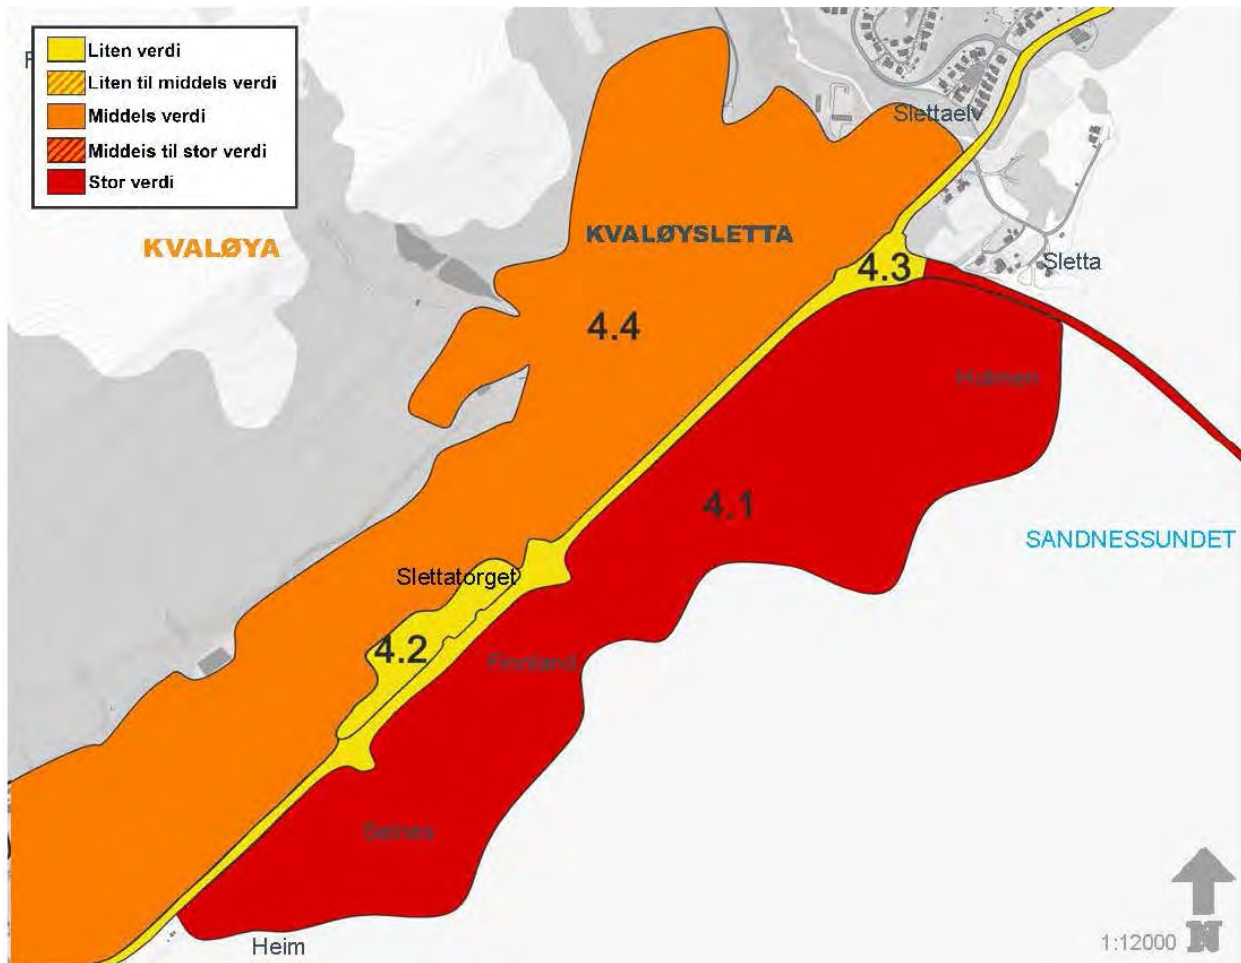 Liten verdi
Liten til middels verdi
Middels verdi
Middeis til stor verdi
Stor verdi
Slettaelv
KVALØYA
KVALØYSLETTA
Sletta
4.3
4.4
Holmen
4.1
SANDNESSUNDET
Slettatorget
4.2
Finnland
Selnes
Heim
1:12000
N